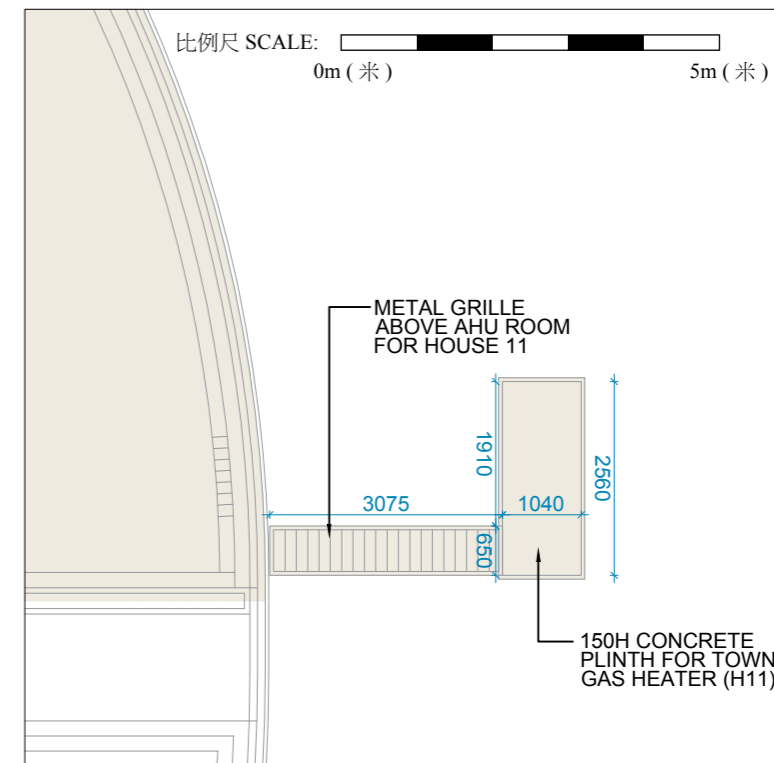 比例尺 SCALE:
0m ( 米 )
5m ( 米 )
METAL GRILLE
ABOVE AHU ROOM
FOR HOUSE 11
1910
2560
3075
1040
650
150H CONCRETE
PLINTH FOR TOWN
GAS HEATER (H11)